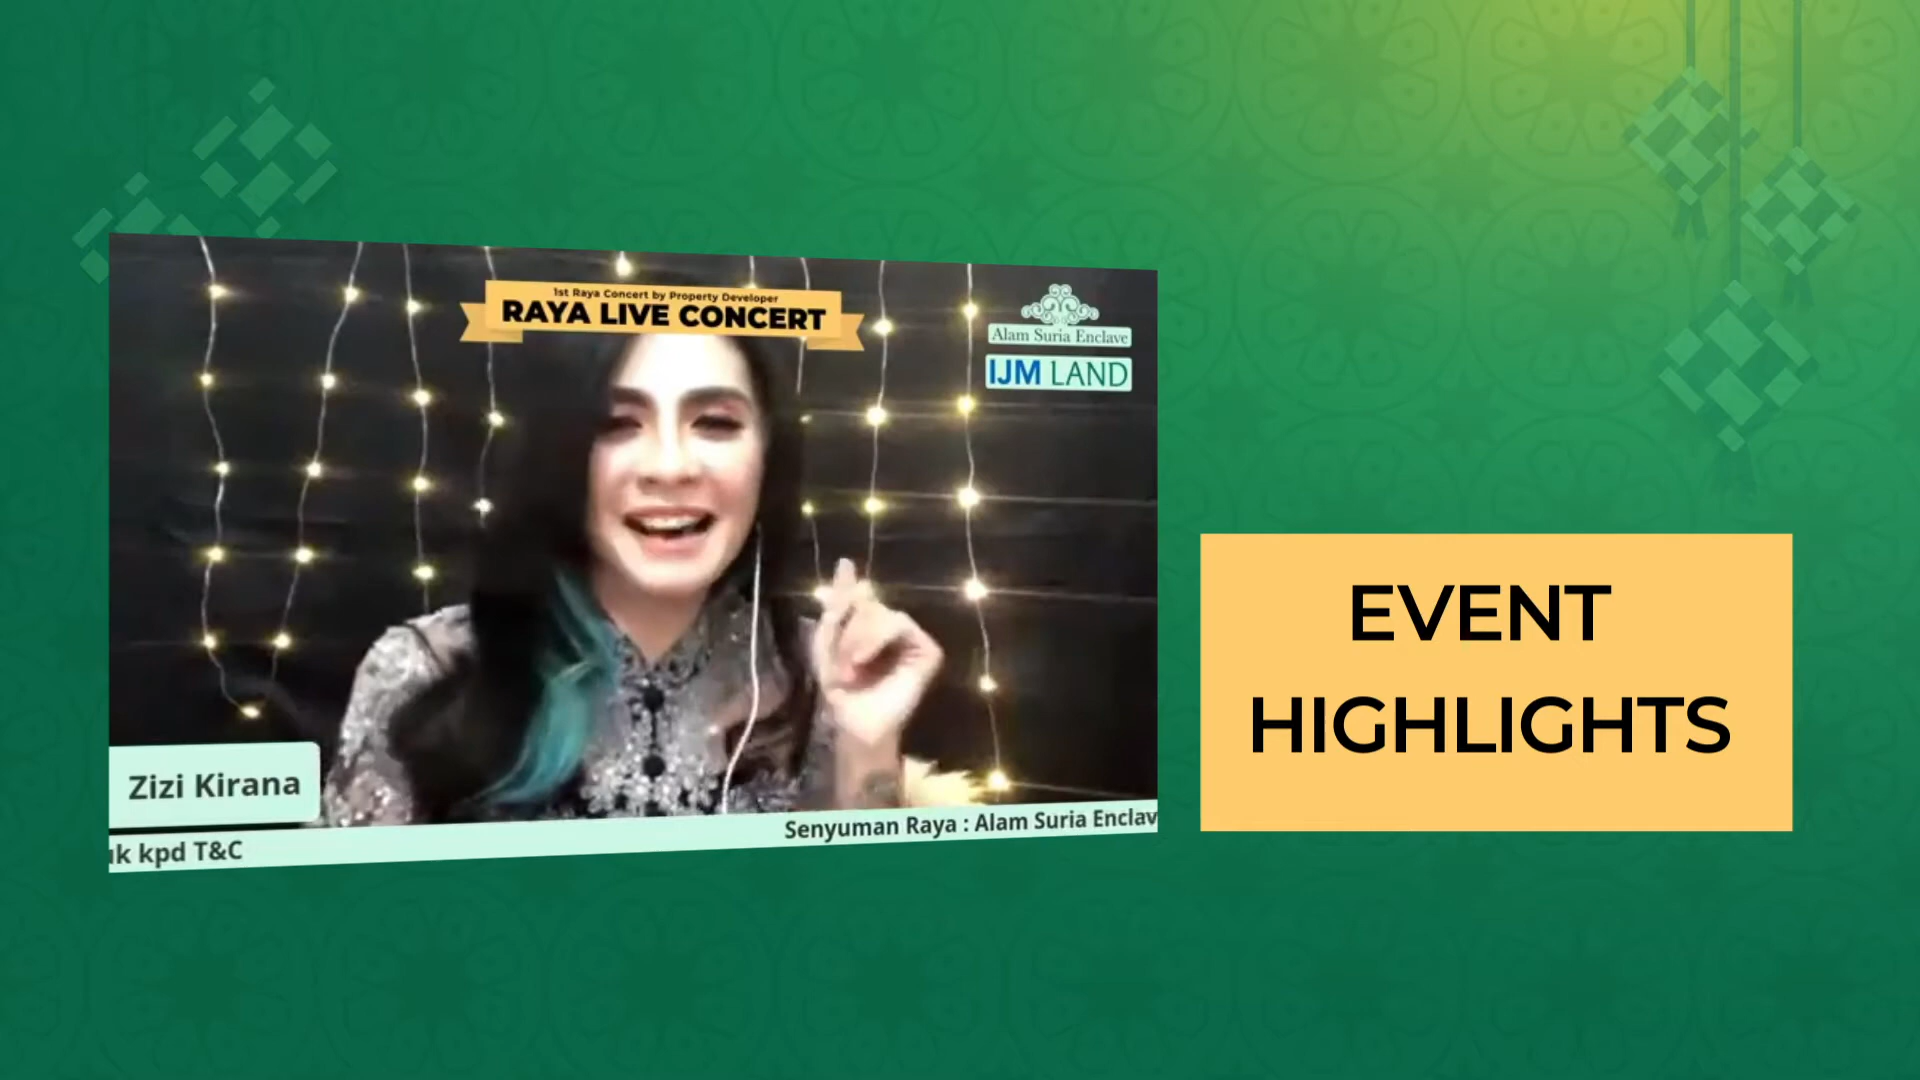 1st Raya Concert by Property Developer
RAYA LIVE CONCERT
Alam Suria Enclave
IJM LAND
Zizi Kirana
kpd T&C
Senyuman Raya : Alam Suria
EVENT
HIGHLIGHTS